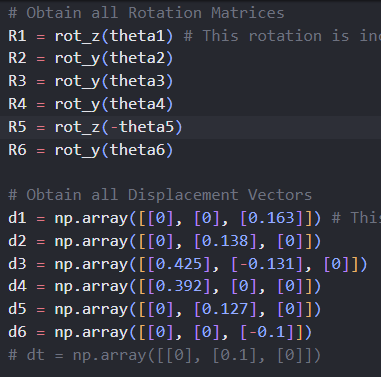 # Obtain all Rotation Matrices
R1 = rot_z(theta1) # This rotation is
R2 = rot_y(theta2)
R3 = rot_y(theta3)
R4 = rot_y(theta4)
R5 = rot_z(-theta5)
R6 = rot_y(theta6)
# Obtain all Displacement Vectors
d1 = np.array([[0], [0], [0.163]]) # This
d2 = np.array([[0], [0.138], [0]])
d3 = np.array([[0.425], [-0.131], [0]])
d4 = np.array([[0.392], [0], [0]])
d5 = np.array([[0], [0.127], [0]])
d6 = np.array([[0], [0], [-0.1]])
# dt = np.array([[0], [0.1], [0]])